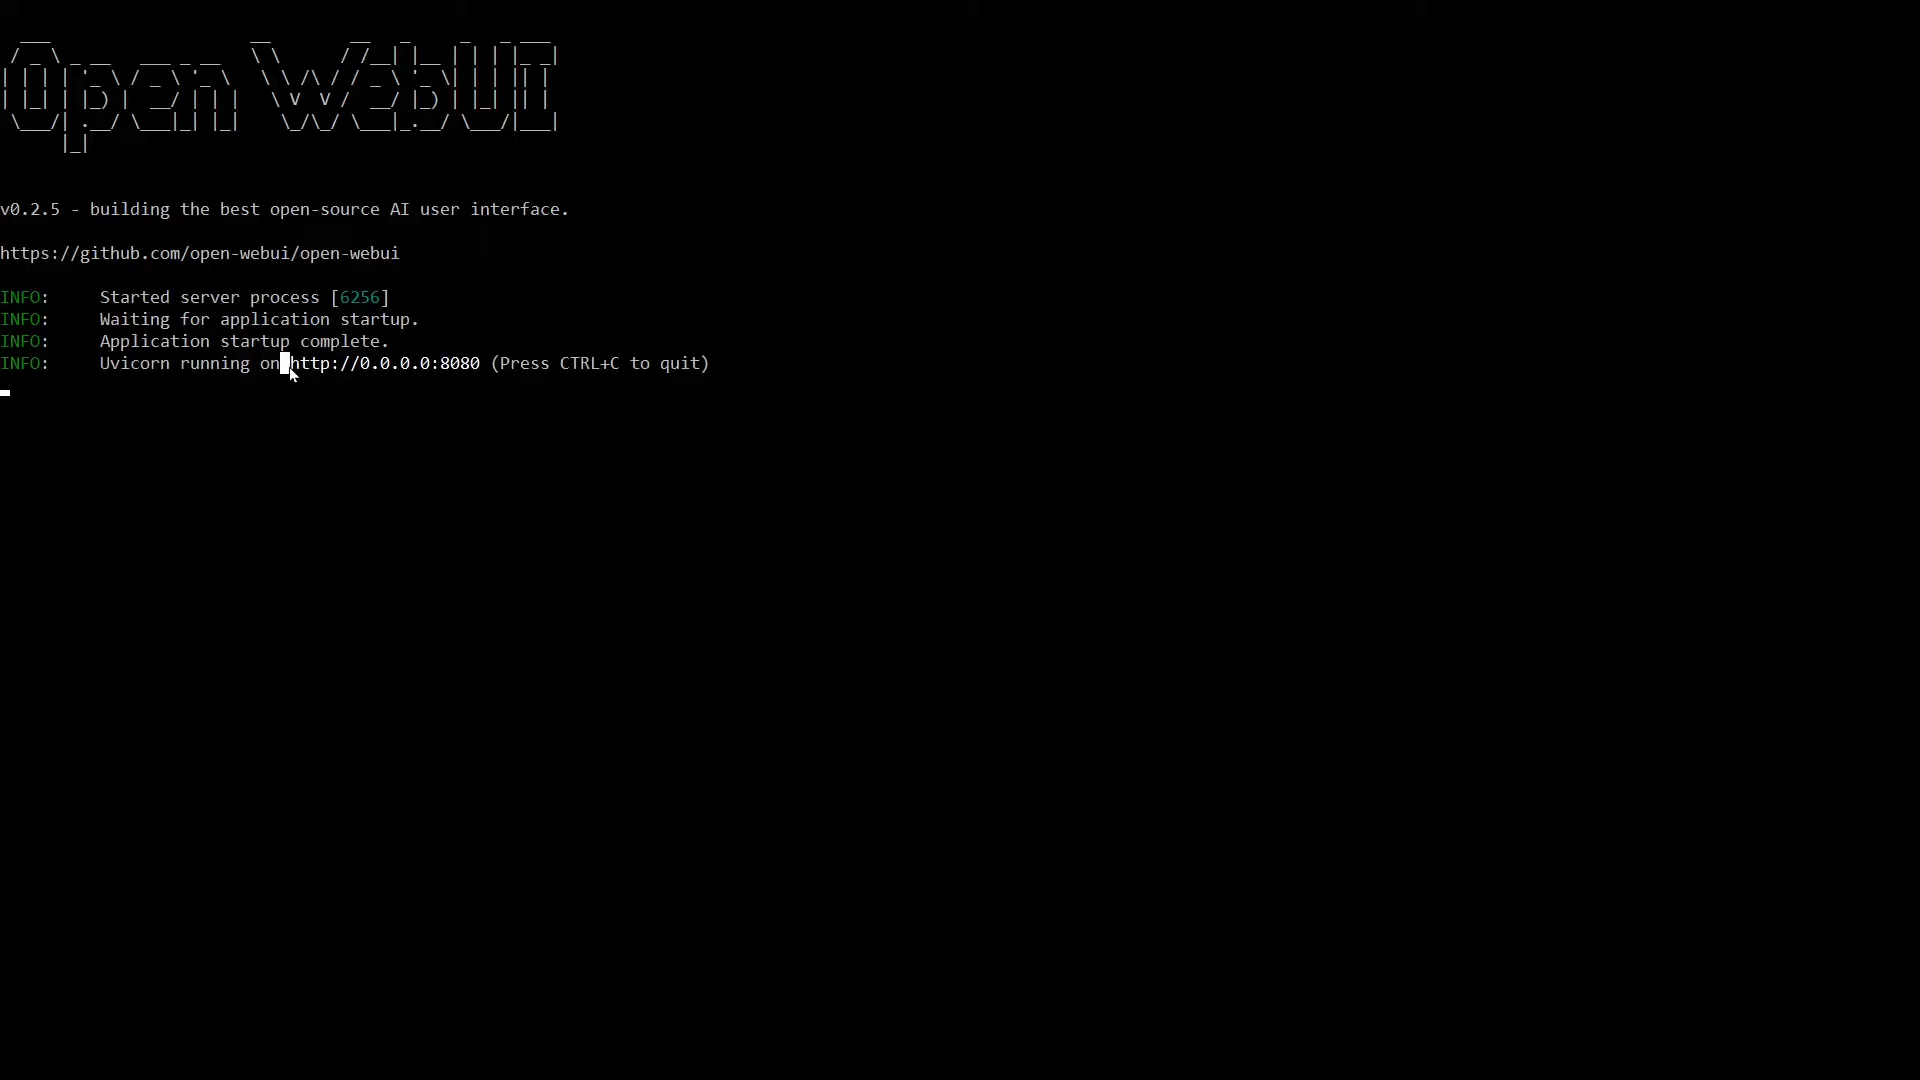 Open WebUI
v0.2.5 - building the best open-source AI user interface.
https://github.com/open-webui/open-webui
INFO:     Started server process [6256]
INFO:     Waiting for application startup.
INFO:     Application startup complete.
INFO:     Uvicorn running on http://0.0.0.0:8080 (Press CTRL+C to quit)